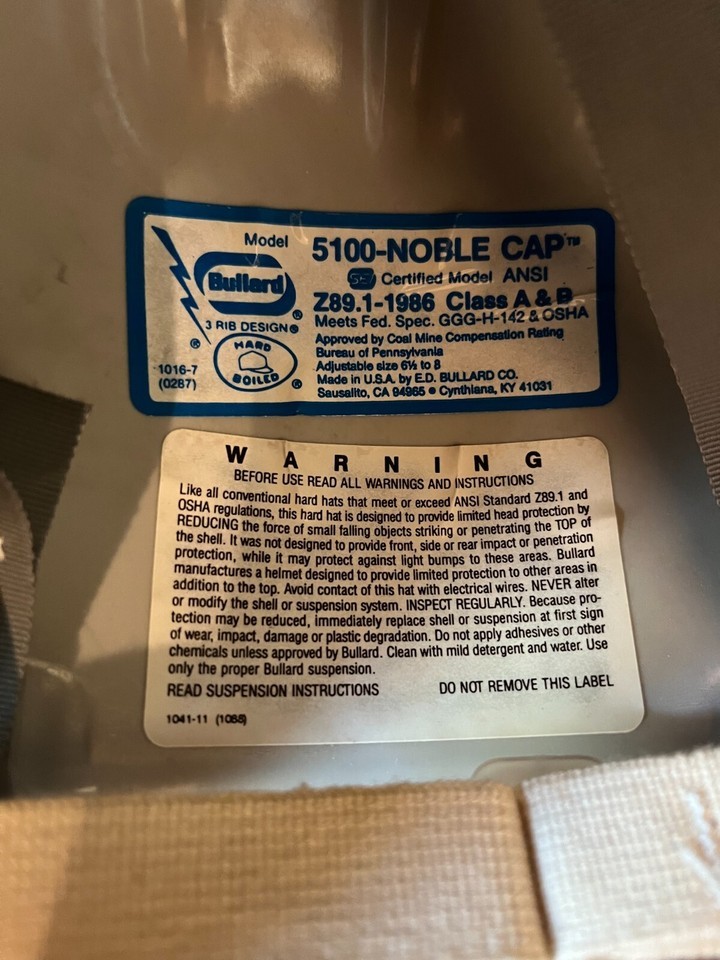 Model 5100-NOBLE CAP™
Bullard®
SEI Certified Model ANSI
Z89.1-1986 Class A & B
3 RIB DESIGN®
Meets Fed. Spec. GGG-H-142 & OSHA
®
HARD
BOILED ®
Approved by Coal Mine Compensation Rating
Bureau of Pennsylvania
1016-7
Adjustable size 6½ to 8
(0287)
Made in U.S.A. by E.D. BULLARD CO.
Sausalito, CA 94965 • Cynthiana, KY 41031
WARNING
BEFORE USE READ ALL WARNINGS AND INSTRUCTIONS
Like all conventional hard hats that meet or exceed ANSI Standard Z89.1 and
OSHA regulations, this hard hat is designed to provide limited head protection by
REDUCING the force of small falling objects striking or penetrating the TOP of
the shell. It was not designed to provide front, side or rear impact or penetration
protection, while it may protect against light bumps to these areas. Bullard
manufactures a helmet designed to provide limited protection to other areas in
addition to the top. Avoid contact of this hat with electrical wires. NEVER alter
or modify the shell or suspension system. INSPECT REGULARLY. Because pro-
tection may be reduced, immediately replace shell or suspension at first sign
of wear, impact, damage or plastic degradation. Do not apply adhesives or other
chemicals unless approved by Bullard. Clean with mild detergent and water. Use
only the proper Bullard suspension.
READ SUSPENSION INSTRUCTIONS DO NOT REMOVE THIS LABEL
1041-11 (1088)